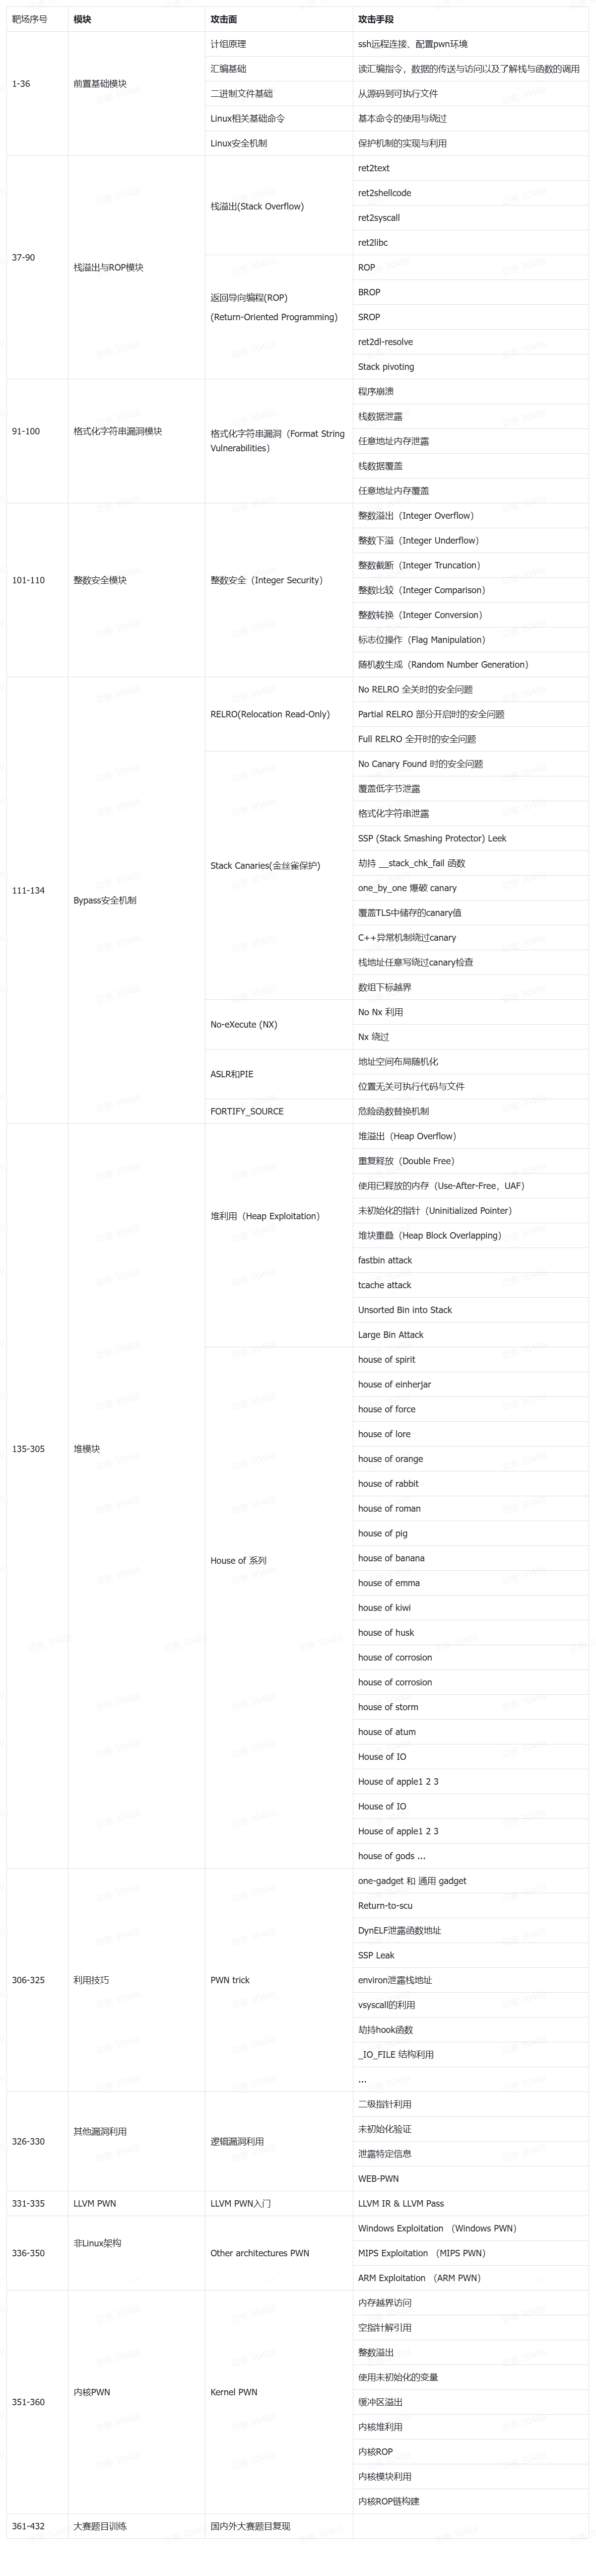 靶场序号 模块 攻击面 攻击手段
1-36 前置基础模块 计组原理 ssh远程连接、配置pwn环境
汇编基础 读汇编指令，数据的传送与访问以及了解栈与函数的调用
二进制文件基础 从源码到可执行文件
Linux相关基础命令 基本命令的使用与绕过
Linux安全机制 保护机制的实现与利用
37-90 栈溢出与ROP模块 栈溢出(Stack Overflow) ret2text
ret2shellcode
ret2syscall
ret2libc
返回导向编程(ROP)
(Return-Oriented Programming)
ROP
BROP
SROP
ret2dl-resolve
Stack pivoting
91-100 格式化字符串漏洞模块 格式化字符串漏洞（Format String
Vulnerabilities）
程序崩溃
栈数据泄露
任意地址内存泄露
栈数据覆盖
任意地址内存覆盖
101-110 整数安全模块 整数安全（Integer Security） 整数溢出（Integer Overflow）
整数下溢（Integer Underflow）
整数截断（Integer Truncation）
整数比较（Integer Comparison）
整数转换（Integer Conversion）
标志位操作（Flag Manipulation）
随机数生成（Random Number Generation）
111-134 Bypass安全机制 RELRO(Relocation Read-Only) No RELRO 全关时的安全问题
Partial RELRO 部分开启时的安全问题
Full RELRO 全开时的安全问题
Stack Canaries(金丝雀保护) No Canary Found 时的安全问题
覆盖低字节泄露
格式化字符串泄露
SSP (Stack Smashing Protector) Leek
劫持 __stack_chk_fail 函数
one_by_one 爆破 canary
覆盖TLS中储存的canary值
C++异常机制绕过canary
栈地址任意写绕过canary检查
数组下标越界
No-eXecute (NX) No Nx 利用
Nx 绕过
ASLR和PIE 地址空间布局随机化
位置无关可执行代码与文件
FORTIFY_SOURCE 危险函数替换机制
135-305 堆模块 堆利用（Heap Exploitation） 堆溢出（Heap Overflow）
重复释放（Double Free）
使用已释放的内存（Use-After-Free，UAF）
未初始化的指针（Uninitialized Pointer）
堆块重叠（Heap Block Overlapping）
fastbin attack
tcache attack
Unsorted Bin into Stack
Large Bin Attack
House of 系列 house of spirit
house of einherjar
house of force
house of lore
house of orange
house of rabbit
house of roman
house of pig
house of banana
house of emma
house of kiwi
house of husk
house of corrosion
house of corrosion
house of storm
house of atum
House of IO
House of apple1 2 3
House of IO
House of apple1 2 3
house of gods ...
306-325 利用技巧 PWN trick one-gadget 和 通用 gadget
Return-to-scu
DynELF泄露函数地址
SSP Leak
environ泄露栈地址
vsyscall的利用
劫持hook函数
_IO_FILE 结构利用
...
326-330 其他漏洞利用 逻辑漏洞利用 二级指针利用
未初始化验证
泄露特定信息
WEB-PWN
331-335 LLVM PWN LLVM PWN入门 LLVM IR & LLVM Pass
336-350 非Linux架构 Other architectures PWN Windows Exploitation （Windows PWN）
MIPS Exploitation （MIPS PWN）
ARM Exploitation （ARM PWN）
351-360 内核PWN Kernel PWN 内存越界访问
空指针解引用
整数溢出
使用未初始化的变量
缓冲区溢出
内核堆利用
内核ROP
内核模块利用
内核ROP链构建
361-432 大赛题目训练 国内外大赛题目复现